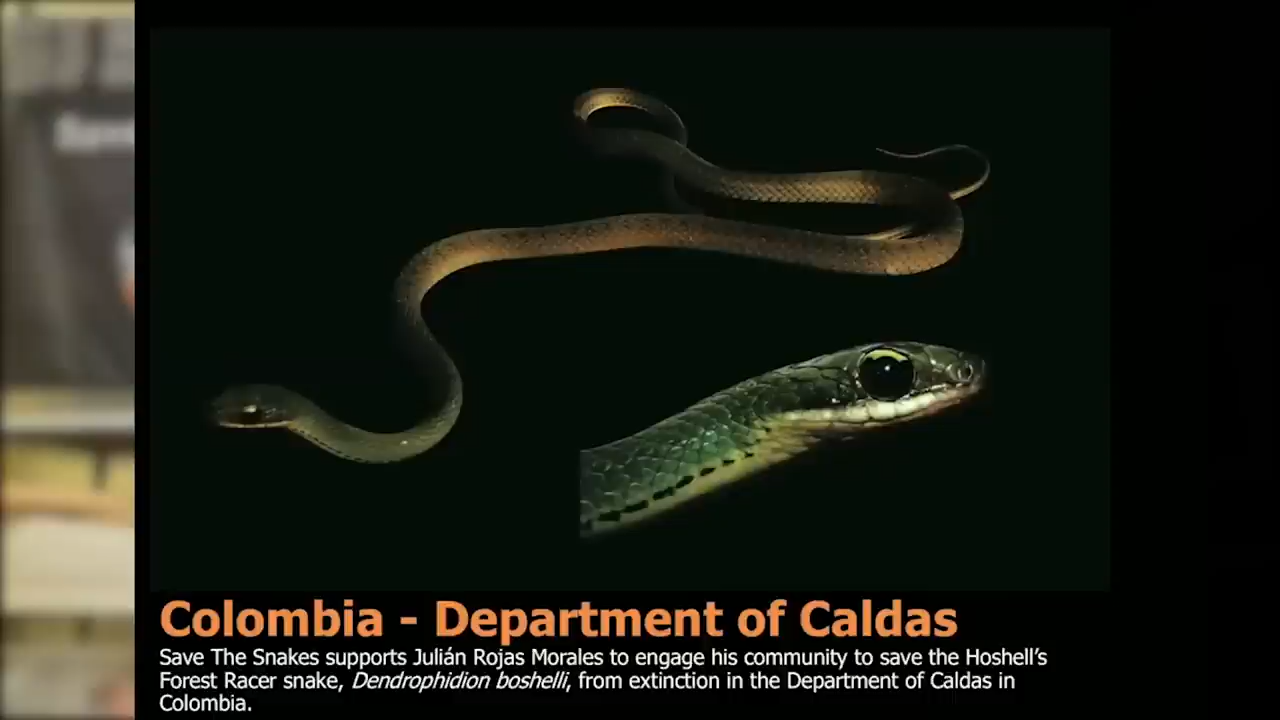 Colombia - Department of Caldas
Save The Snakes supports Julián Rojas Morales to engage his community to save the Hoshell's
Forest Racer snake, Dendrophidion boshelli, from extinction in the Department of Caldas in
Colombia.